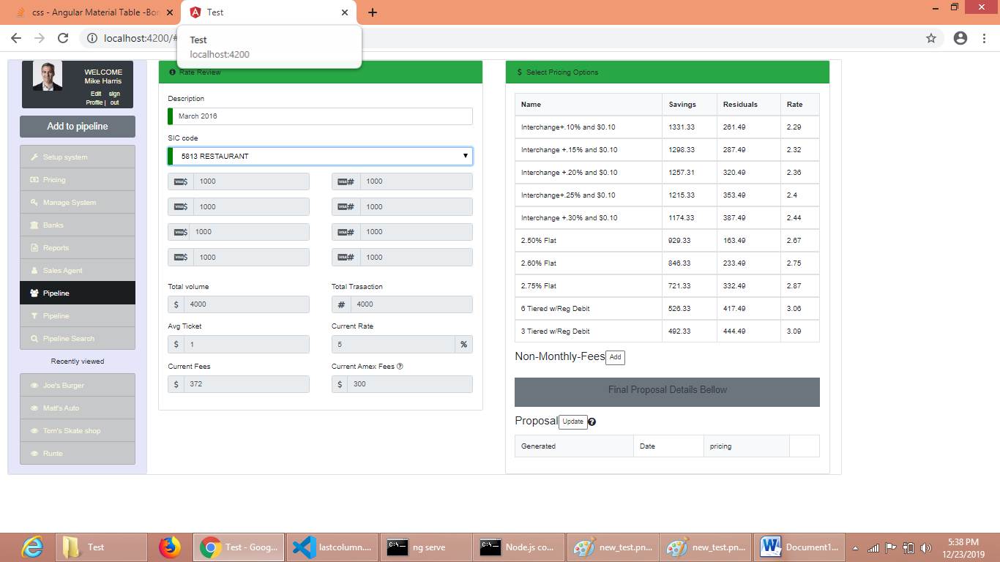 css - Angular Material Table -Bor
Test
localhost:4200/#
Test
localhost:4200
WELCOME
Mike Harris
Edit sign
Profile | out
Add to pipeline
Setup system
Pricing
Manage System
Banks
Reports
Sales Agent
Pipeline
Pipeline
Pipeline Search
Recently viewed
Joe's Burger
Matt's Auto
Tom's Skate shop
Runte
Rate Review
Description
March 2016
SIC code
5813 RESTAURANT
VISA $ 1000 VISA # 1000
VISA $ 1000 VISA # 1000
VISA $ 1000 VISA # 1000
VISA $ 1000 VISA # 1000
Total volume Total Trasaction
$ 4000 # 4000
Avg Ticket Current Rate
$ 1 5 %
Current Fees Current Amex Fees ?
$ 372 $ 300
$ Select Pricing Options
Name Savings Residuals Rate
Interchange+.10% and $0.10 1331.33 261.49 2.29
Interchange +.15% and $0.10 1298.33 287.49 2.32
Interchange +.20% and $0.10 1257.31 320.49 2.36
Interchange+.25% and $0.10 1215.33 353.49 2.4
Interchange +.30% and $0.10 1174.33 387.49 2.44
2.50% Flat 929.33 163.49 2.67
2.60% Flat 846.33 233.49 2.75
2.75% Flat 721.33 332.49 2.87
6 Tiered w/Reg Debit 526.33 417.49 3.06
3 Tiered w/Reg Debit 492.33 444.49 3.09
Non-Monthly-Fees Add
Final Proposal Details Bellow
Proposal Update ?
Generated Date pricing
Test
Test - Goog...
lastcolumn....
ng serve
Node.js co...
new_test.pn...
new_test.pn...
Document1...
5:38 PM
12/23/2019